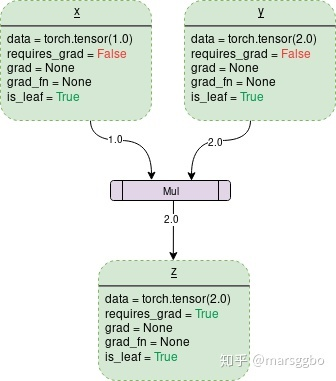 x
data = torch.tensor(1.0)
requires_grad = False
grad = None
grad_fn = None
is_leaf = True
y
data = torch.tensor(2.0)
requires_grad = False
grad = None
grad_fn = None
is_leaf = True
1.0
2.0
Mul
2.0
z
data = torch.tensor(2.0)
requires_grad = True
grad = None
grad_fn = None
is_leaf = True
知乎 @marsggbo